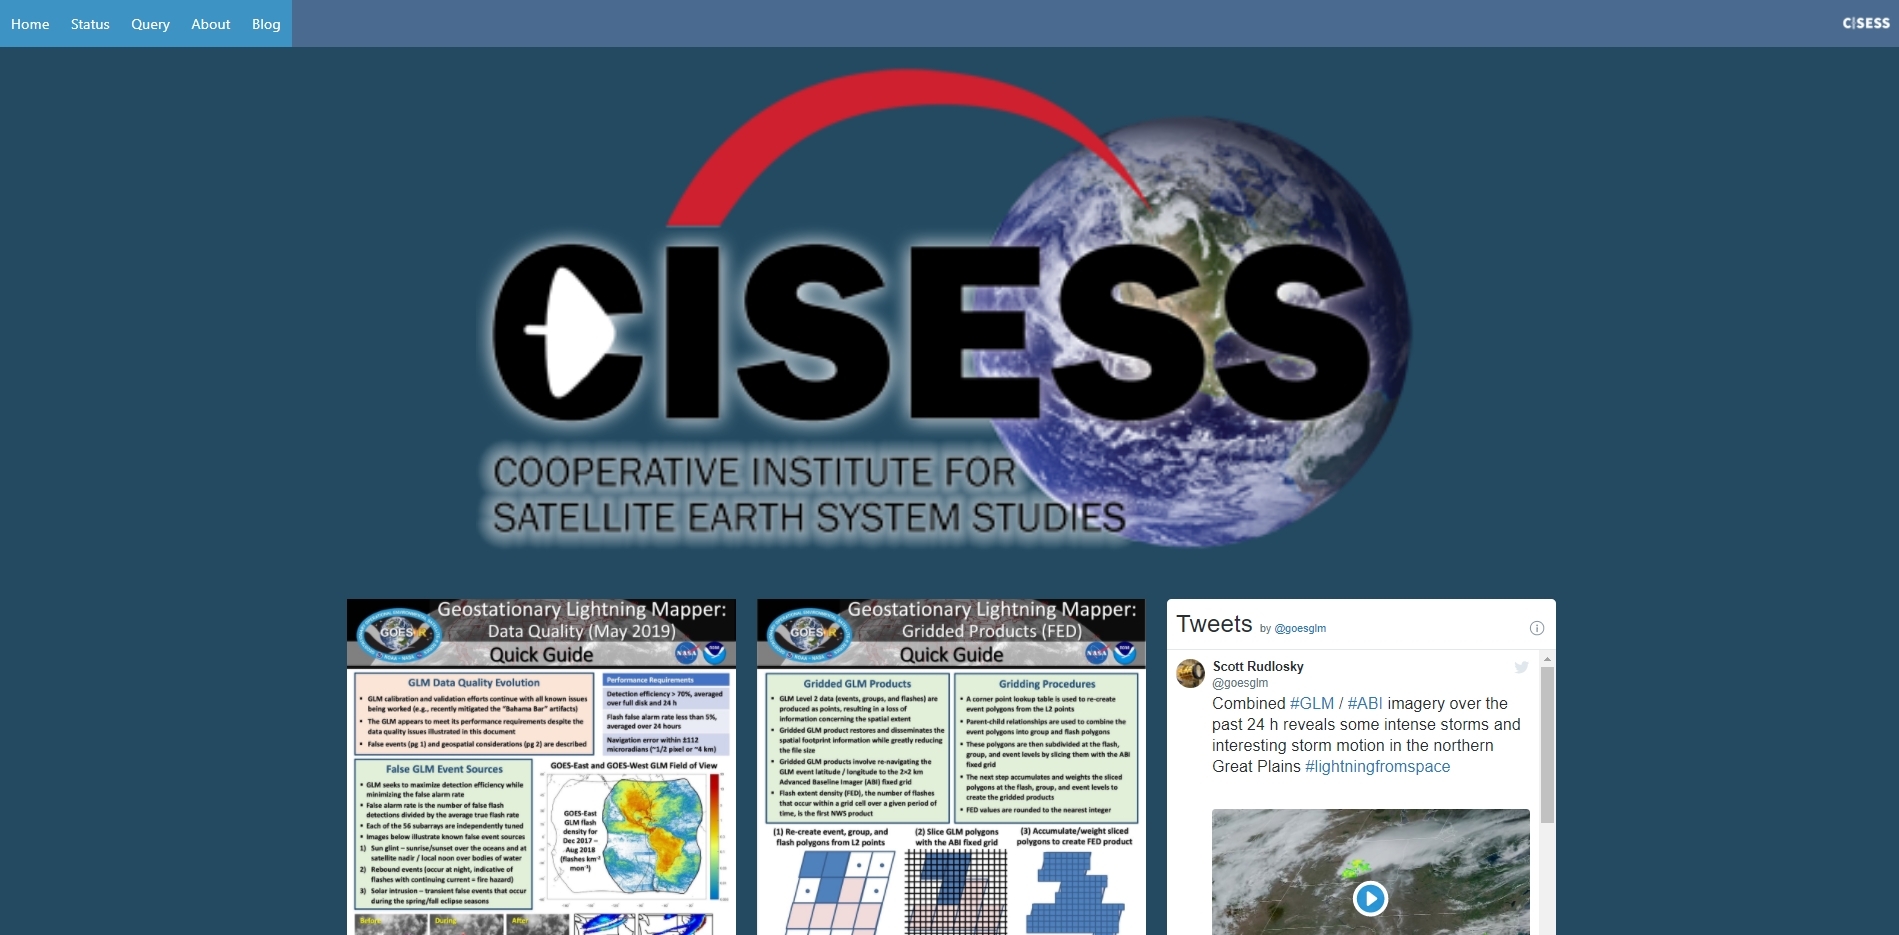 Home Status Query About Blog
CISESS
CISESS
COOPERATIVE INSTITUTE FOR
SATELLITE EARTH SYSTEM STUDIES
Geostationary Lightning Mapper:
Data Quality (May 2019)
Quick Guide
GOES-R
NASA
GLM Data Quality Evolution
• GLM calibration and validation efforts continue with all known issues
being worked (e.g., recently mitigated the "Bahama Bar" artifacts)
• The GLM appears to meet its performance requirements despite the
data quality issues illustrated in this document
• False events (pg 1) and geospatial considerations (pg 2) are described
Performance Requirements
Detection efficiency > 70%, averaged
over full disk and 24 h
Flash false alarm rate less than 5%,
averaged over 24 hours
Navigation error within ±112
microradians (~1/2 pixel or ~4 km)
False GLM Event Sources
• GLM seeks to maximize detection efficiency while
minimizing the false alarm rate
• False alarm rate is the number of false flash
detections divided by the average true flash rate
• Each of the 56 subarrays are independently tuned
• Images below illustrate known false event sources
1) Sun glint – sunrise/sunset over the oceans and at
satellite nadir / local noon over bodies of water
2) Rebound events (occur at night, indicative of
flashes with continuing current = fire hazard)
3) Solar intrusion – transient false events that occur
during the spring/fall eclipse seasons
GOES-East and GOES-West GLM Field of View
GOES-East
GLM flash
density for
Dec 2017 –
Aug 2018
(flashes km⁻²
mon⁻¹)
Before
During
After
Geostationary Lightning Mapper:
Gridded Products (FED)
Quick Guide
GOES-R
NASA
Gridded GLM Products
• GLM Level 2 data (events, groups, and flashes) are
produced as points, resulting in a loss of
information concerning the spatial extent
• Gridded GLM product restores and disseminates the
spatial footprint information while greatly reducing
the file size
• Gridded GLM products involve re-navigating the
GLM event latitude / longitude to the 2×2 km
Advanced Baseline Imager (ABI) fixed grid
• Flash extent density (FED), the number of flashes
that occur within a grid cell over a given period of
time, is the first NWS product
Gridding Procedures
• A corner point lookup table is used to re-create
event polygons from the L2 points
• Parent-child relationships are used to combine the
event polygons into group and flash polygons
• These polygons are then subdivided at the flash,
group, and event levels by slicing them with the ABI
fixed grid
• The next step accumulates and weights the sliced
polygons at the flash, group, and event levels to
create the gridded products
• FED values are rounded to the nearest integer
(1) Re-create event, group, and
flash polygons from L2 points
(2) Slice GLM polygons
with the ABI fixed grid
(3) Accumulate/weight sliced
polygons to create FED product
Tweets by @goesglm
Scott Rudlosky
@goesglm
Combined #GLM / #ABI imagery over the
past 24 h reveals some intense storms and
interesting storm motion in the northern
Great Plains #lightningfromspace